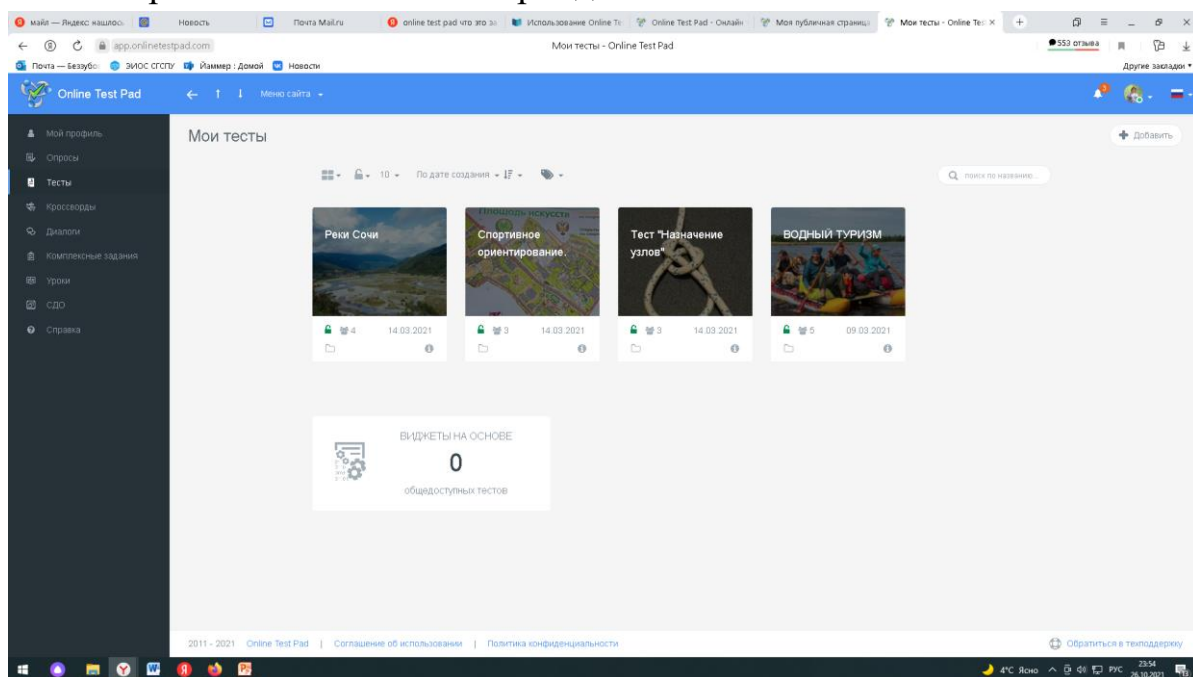 майл — Яндекс: нашлось
Новость
Почта Mail.ru
online test pad что это за
Использование Online Te
Online Test Pad - Онлайн
Моя публичная страница
Мои тесты - Online Tes
app.onlinetestpad.com
Мои тесты - Online Test Pad
553 отзыва
Почта — Беззубо
ЭИОС СГСПУ
Йаммер : Домой
Новости
Другие закладки
Online Test Pad
Меню сайта
3
Мой профиль
Опросы
Тесты
Кроссворды
Диалоги
Комплексные задания
Уроки
СДО
Справка
Мои тесты
Добавить
10
По дате создания
поиск по названию...
Реки Сочи
4 14.03.2021
Площадь искусств
Спортивное
ориентирование.
3 14.03.2021
Тест "Назначение
узлов"
3 14.03.2021
ВОДНЫЙ ТУРИЗМ
5 09.03.2021
ВИДЖЕТЫ НА ОСНОВЕ
0
общедоступных тестов
2011 - 2021 Online Test Pad | Соглашение об использовании | Политика конфиденциальности
Обратиться в техподдержку
4°C Ясно
РУС
23:54
26.10.2021